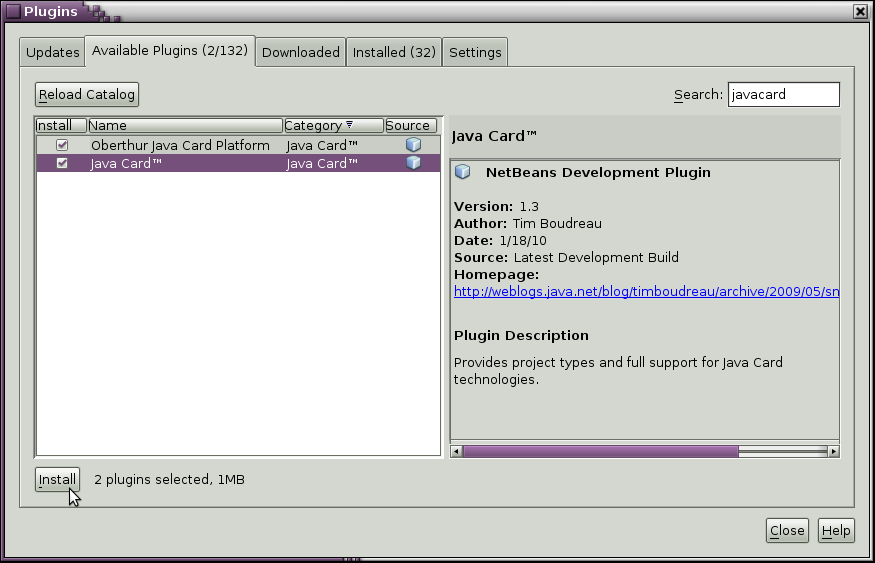 Plugins
Updates Available Plugins (2/132) Downloaded Installed (32) Settings
Reload Catalog Search: javacard
Install Name Category Source
Oberthur Java Card Platform Java Card™
Java Card™ Java Card™
Java Card™
NetBeans Development Plugin
Version: 1.3
Author: Tim Boudreau
Date: 1/18/10
Source: Latest Development Build
Homepage:
http://weblogs.java.net/blog/timboudreau/archive/2009/05/sn
Plugin Description
Provides project types and full support for Java Card
technologies.
Install 2 plugins selected, 1MB
Close Help